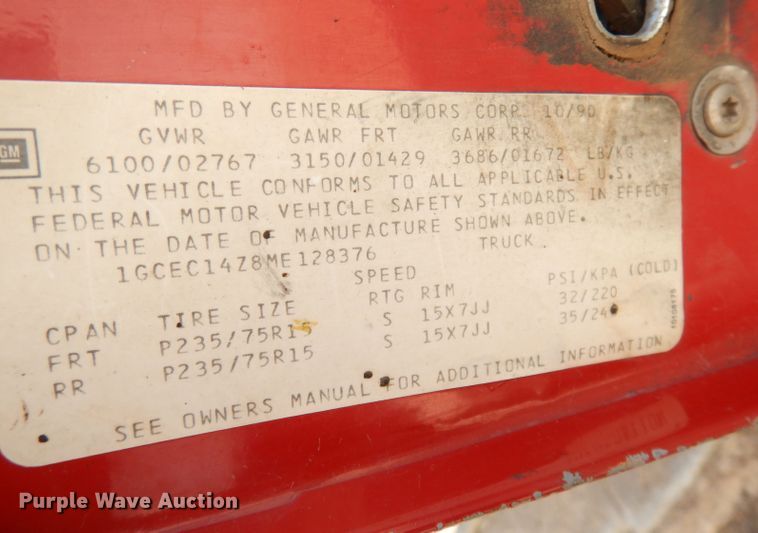 MFD BY GENERAL MOTORS CORP 10/90
GM
GVWR GAWR FRT GAWR RR
6100/02767 3150/01429 3686/01672 LB/KG
THIS VEHICLE CONFORMS TO ALL APPLICABLE U.S.
FEDERAL MOTOR VEHICLE SAFETY STANDARDS IN EFFECT
ON THE DATE OF MANUFACTURE SHOWN ABOVE.
1GCEC14Z8ME128376 TRUCK
SPEED
TIRE SIZE RTG RIM PSI/KPA (COLD)
CPAN
FRT P235/75R15 S 15X7JJ 32/220
RR P235/75R15 S 15X7JJ
SEE OWNERS MANUAL FOR ADDITIONAL INFORMATION
Purple Wave Auction